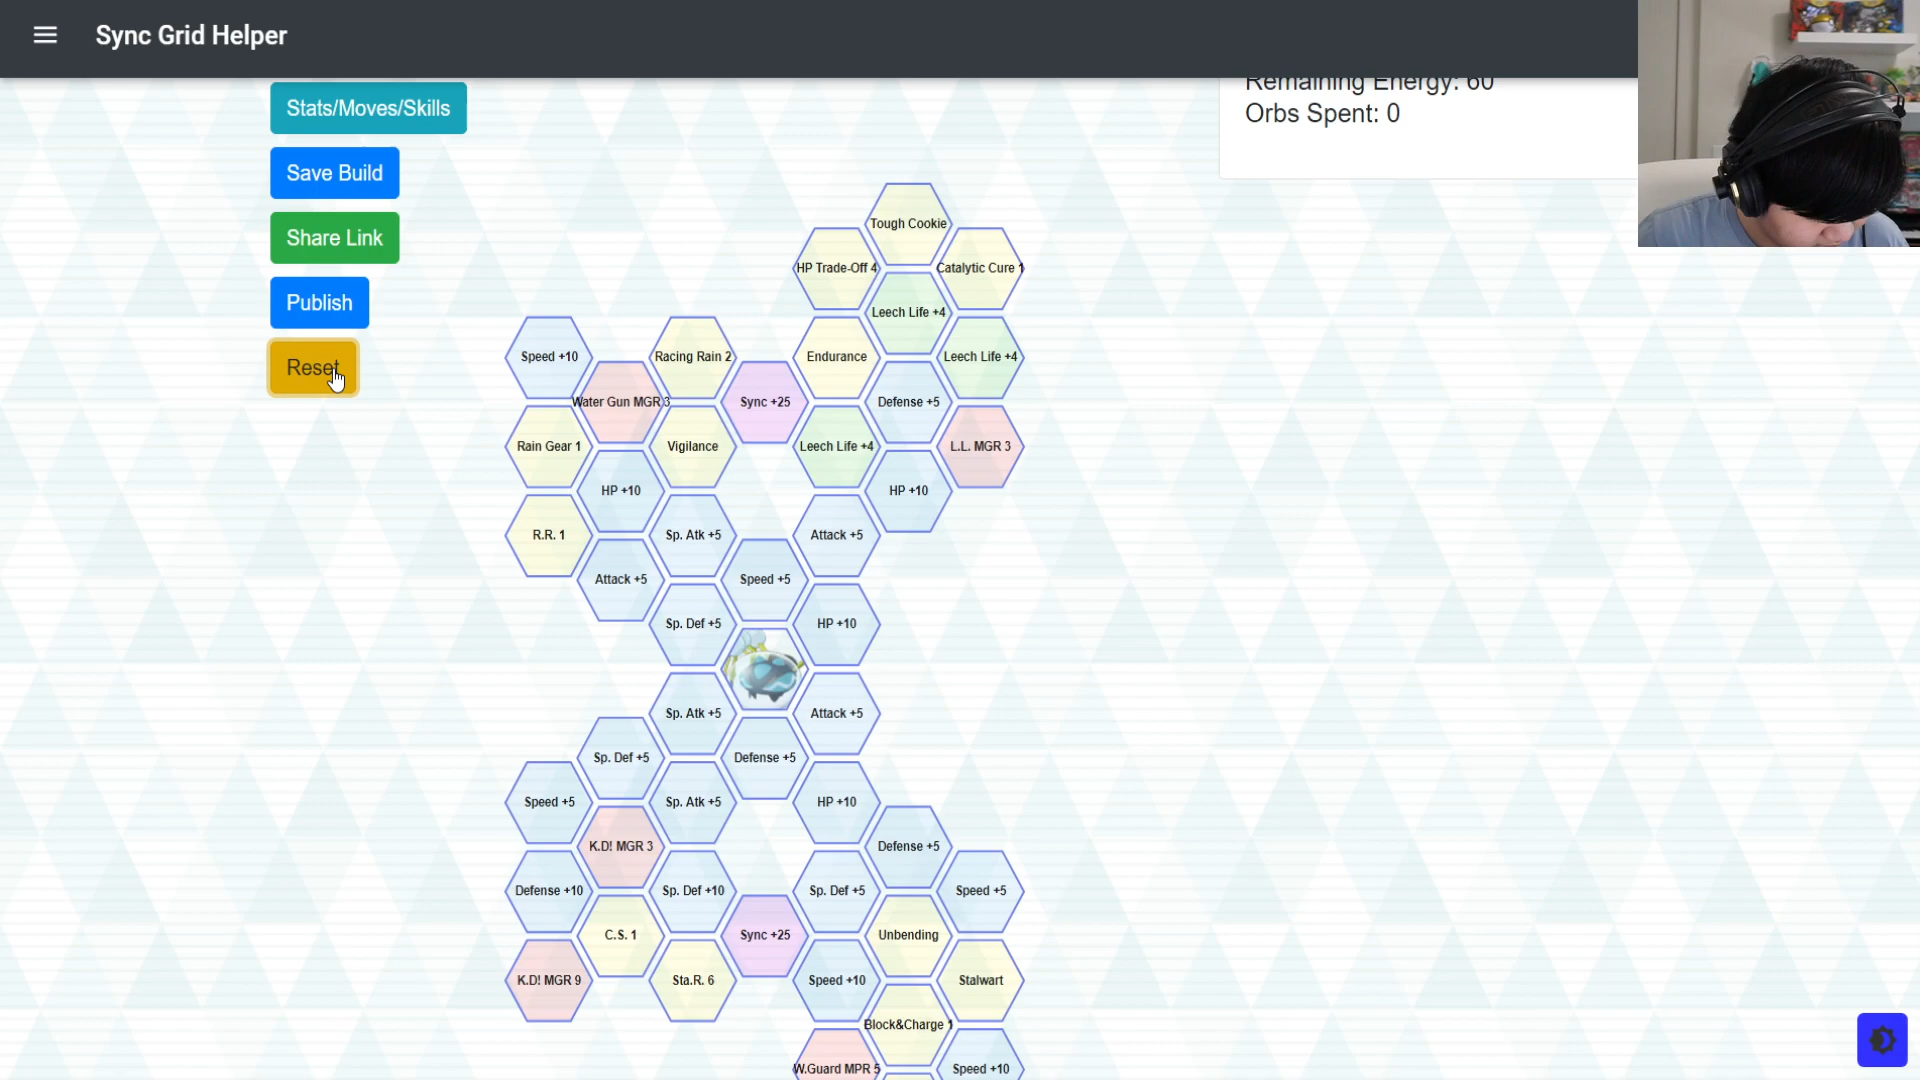 Sync Grid Helper
Remaining Energy: 60
Orbs Spent: 0
Stats/Moves/Skills
Save Build
Share Link
Publish
Reset
Tough Cookie
HP Trade-Off 4
Catalytic Cure 1
Leech Life +4
Speed +10
Racing Rain 2
Endurance
Leech Life +4
Water Gun MGR 3
Sync +25
Defense +5
Rain Gear 1
Vigilance
Leech Life +4
L.L. MGR 3
HP +10
HP +10
R.R. 1
Sp. Atk +5
Attack +5
Attack +5
Speed +5
Sp. Def +5
HP +10
Sp. Atk +5
Attack +5
Sp. Def +5
Defense +5
Speed +5
Sp. Atk +5
HP +10
K.D! MGR 3
Defense +5
Defense +10
Sp. Def +10
Sp. Def +5
Speed +5
C.S. 1
Sync +25
Unbending
K.D! MGR 9
Sta.R. 6
Speed +10
Stalwart
Block&Charge 1
W.Guard MPR 5
Speed +10